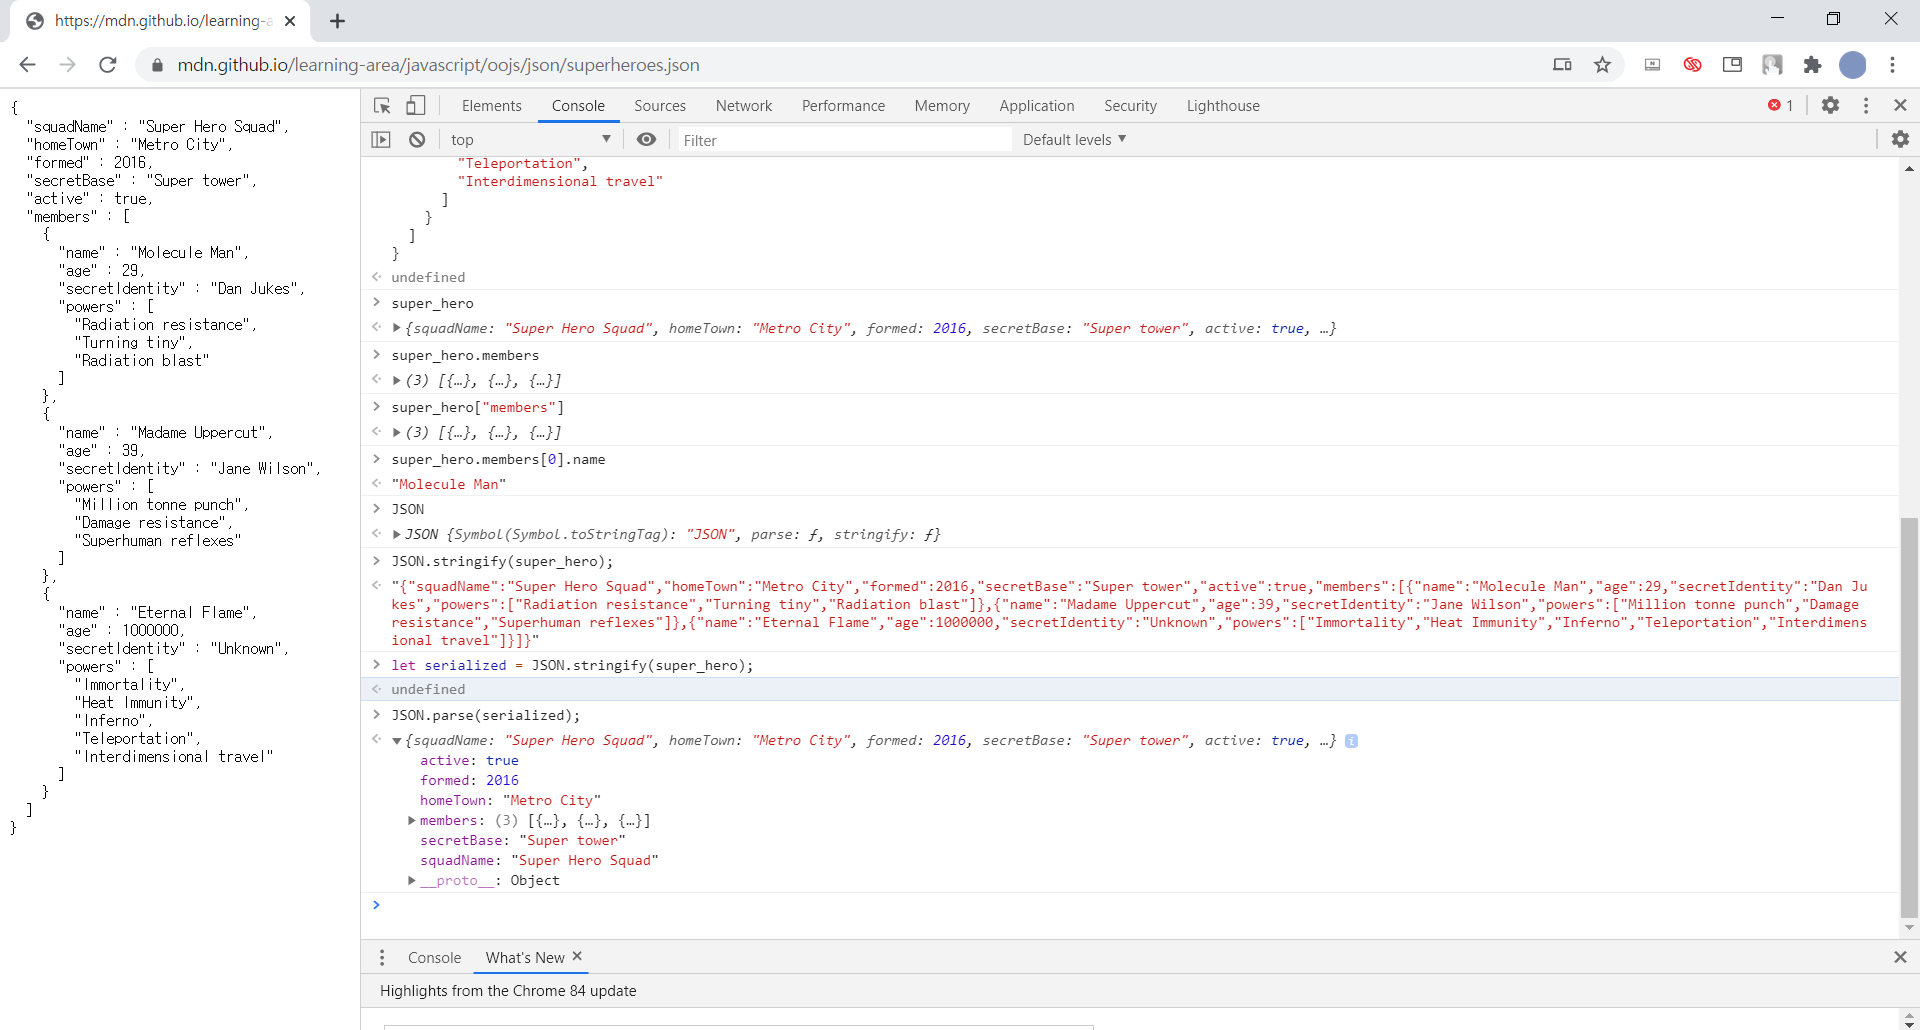 https://mdn.github.io/learning-a
mdn.github.io/learning-area/javascript/oojs/json/superheroes.json
{
"squadName" : "Super Hero Squad",
"homeTown" : "Metro City",
"formed" : 2016,
"secretBase" : "Super tower",
"active" : true,
"members" : [
{
"name" : "Molecule Man",
"age" : 29,
"secretIdentity" : "Dan Jukes",
"powers" : [
"Radiation resistance",
"Turning tiny",
"Radiation blast"
]
},
{
"name" : "Madame Uppercut",
"age" : 39,
"secretIdentity" : "Jane Wilson",
"powers" : [
"Million tonne punch",
"Damage resistance",
"Superhuman reflexes"
]
},
{
"name" : "Eternal Flame",
"age" : 1000000,
"secretIdentity" : "Unknown",
"powers" : [
"Immortality",
"Heat Immunity",
"Inferno",
"Teleportation",
"Interdimensional travel"
]
}
]
}
Elements Console Sources Network Performance Memory Application Security Lighthouse 1
top Filter Default levels
"Teleportation",
"Interdimensional travel"
]
}
]
}
undefined
super_hero
{squadName: "Super Hero Squad", homeTown: "Metro City", formed: 2016, secretBase: "Super tower", active: true, …}
super_hero.members
(3) [{…}, {…}, {…}]
super_hero["members"]
(3) [{…}, {…}, {…}]
super_hero.members[0].name
"Molecule Man"
JSON
JSON {Symbol(Symbol.toStringTag): "JSON", parse: ƒ, stringify: ƒ}
JSON.stringify(super_hero);
"{"squadName":"Super Hero Squad","homeTown":"Metro City","formed":2016,"secretBase":"Super tower","active":true,"members":[{"name":"Molecule Man","age":29,"secretIdentity":"Dan Ju
kes","powers":["Radiation resistance","Turning tiny","Radiation blast"]},{"name":"Madame Uppercut","age":39,"secretIdentity":"Jane Wilson","powers":["Million tonne punch","Damage
resistance","Superhuman reflexes"]},{"name":"Eternal Flame","age":1000000,"secretIdentity":"Unknown","powers":["Immortality","Heat Immunity","Inferno","Teleportation","Interdimens
ional travel"]}]}"
let serialized = JSON.stringify(super_hero);
undefined
JSON.parse(serialized);
{squadName: "Super Hero Squad", homeTown: "Metro City", formed: 2016, secretBase: "Super tower", active: true, …} i
active: true
formed: 2016
homeTown: "Metro City"
members: (3) [{…}, {…}, {…}]
secretBase: "Super tower"
squadName: "Super Hero Squad"
__proto__: Object
Console What's New
Highlights from the Chrome 84 update